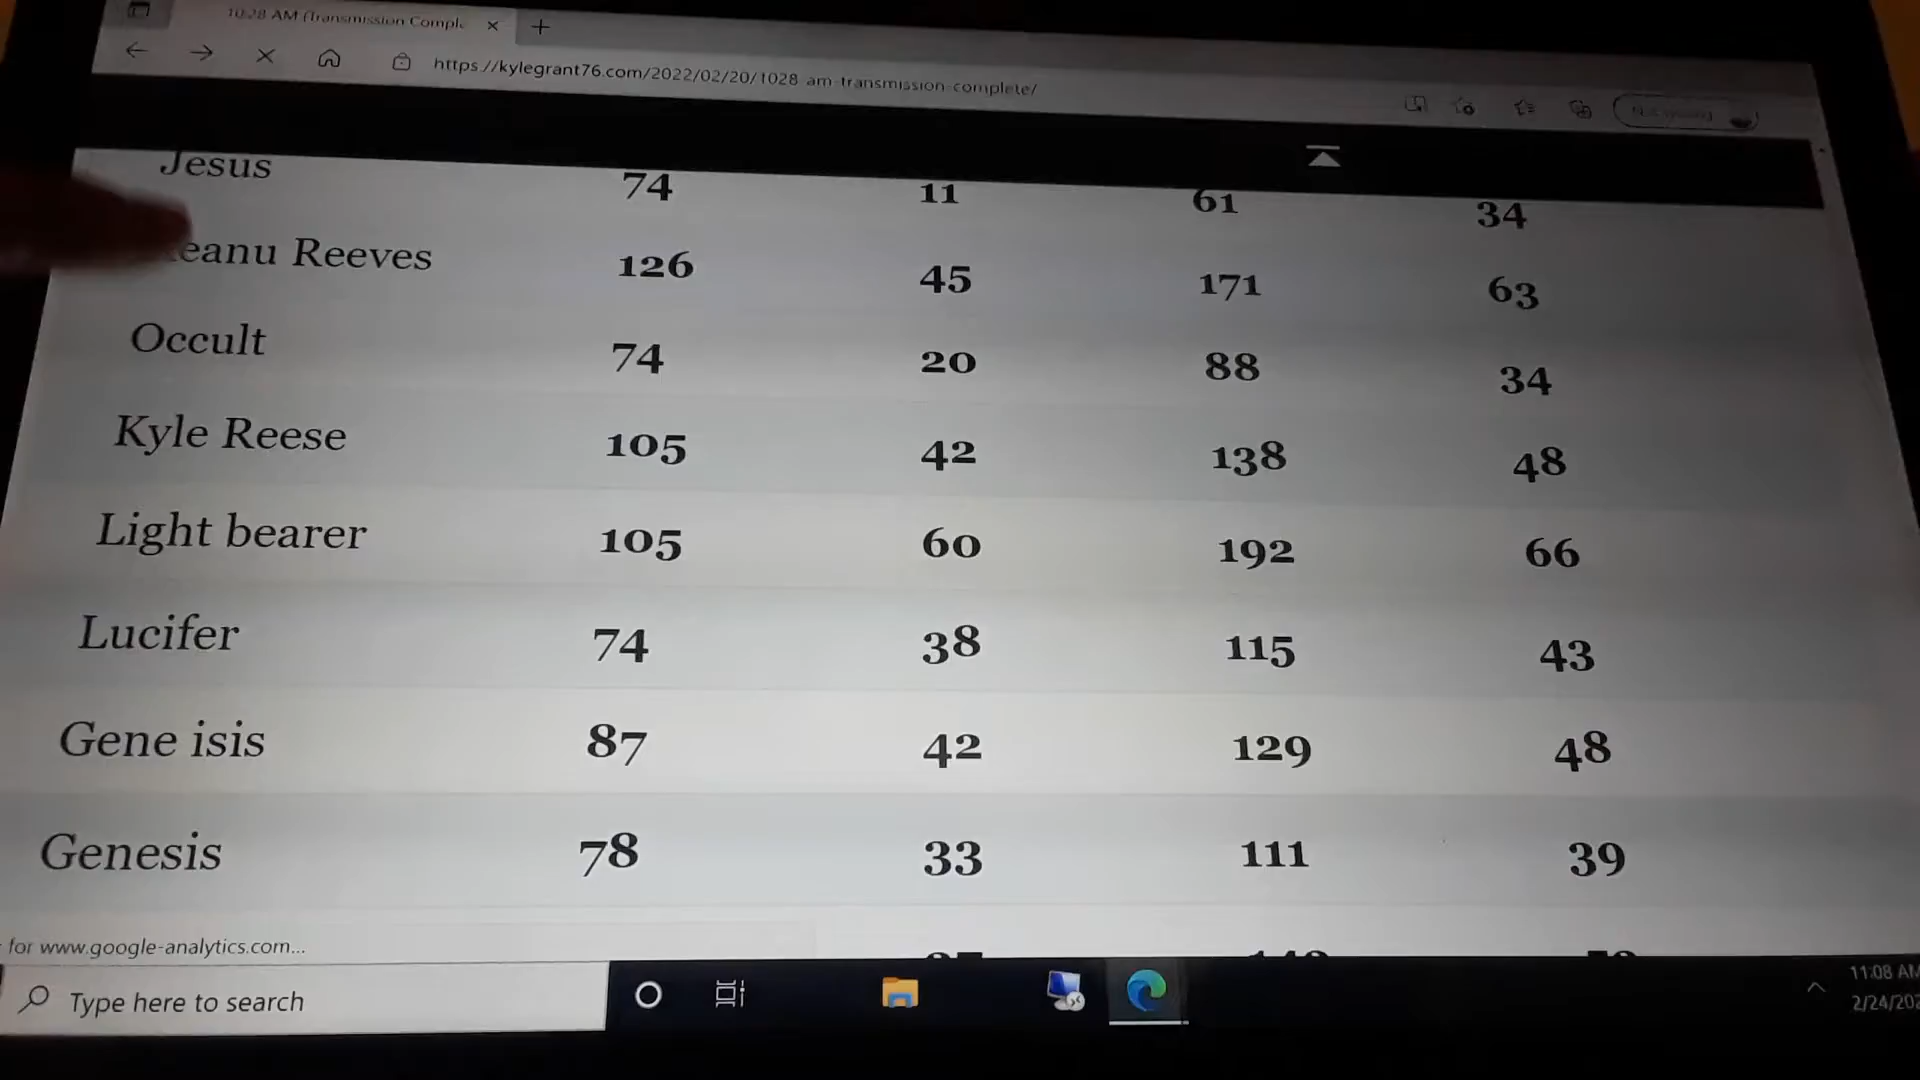 10:28 AM (Transmission Compl
https://kylegrant76.com/2022/02/20/1028-am-transmission-complete/
Jesus 74 11 61 34
eanu Reeves 126 45 171 63
Occult 74 20 88 34
Kyle Reese 105 42 138 48
Light bearer 105 60 192 66
Lucifer 74 38 115 43
Gene isis 87 42 129 48
Genesis 78 33 111 39
for www.google-analytics.com...
Type here to search
11:08 AM
2/24/202